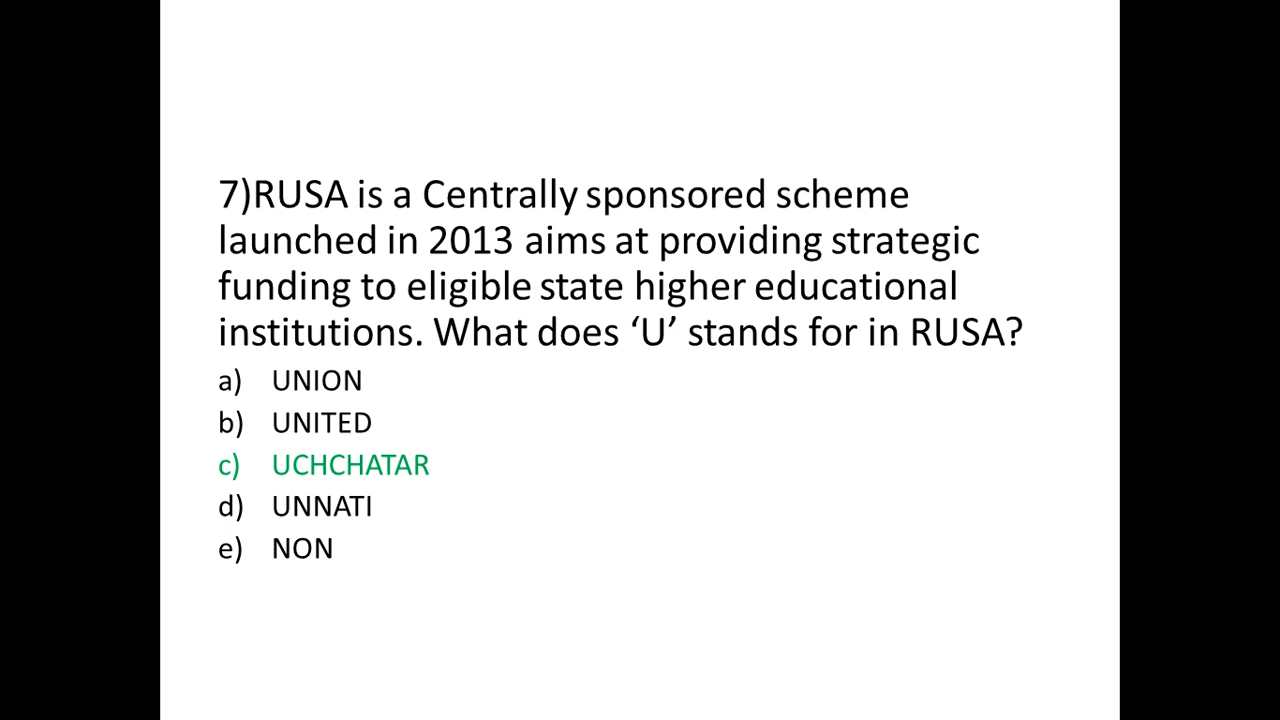 7)RUSA is a Centrally sponsored scheme
launched in 2013 aims at providing strategic
funding to eligible state higher educational
institutions. What does ‘U’ stands for in RUSA?
a) UNION
b) UNITED
c) UCHCHATAR
d) UNNATI
e) NON